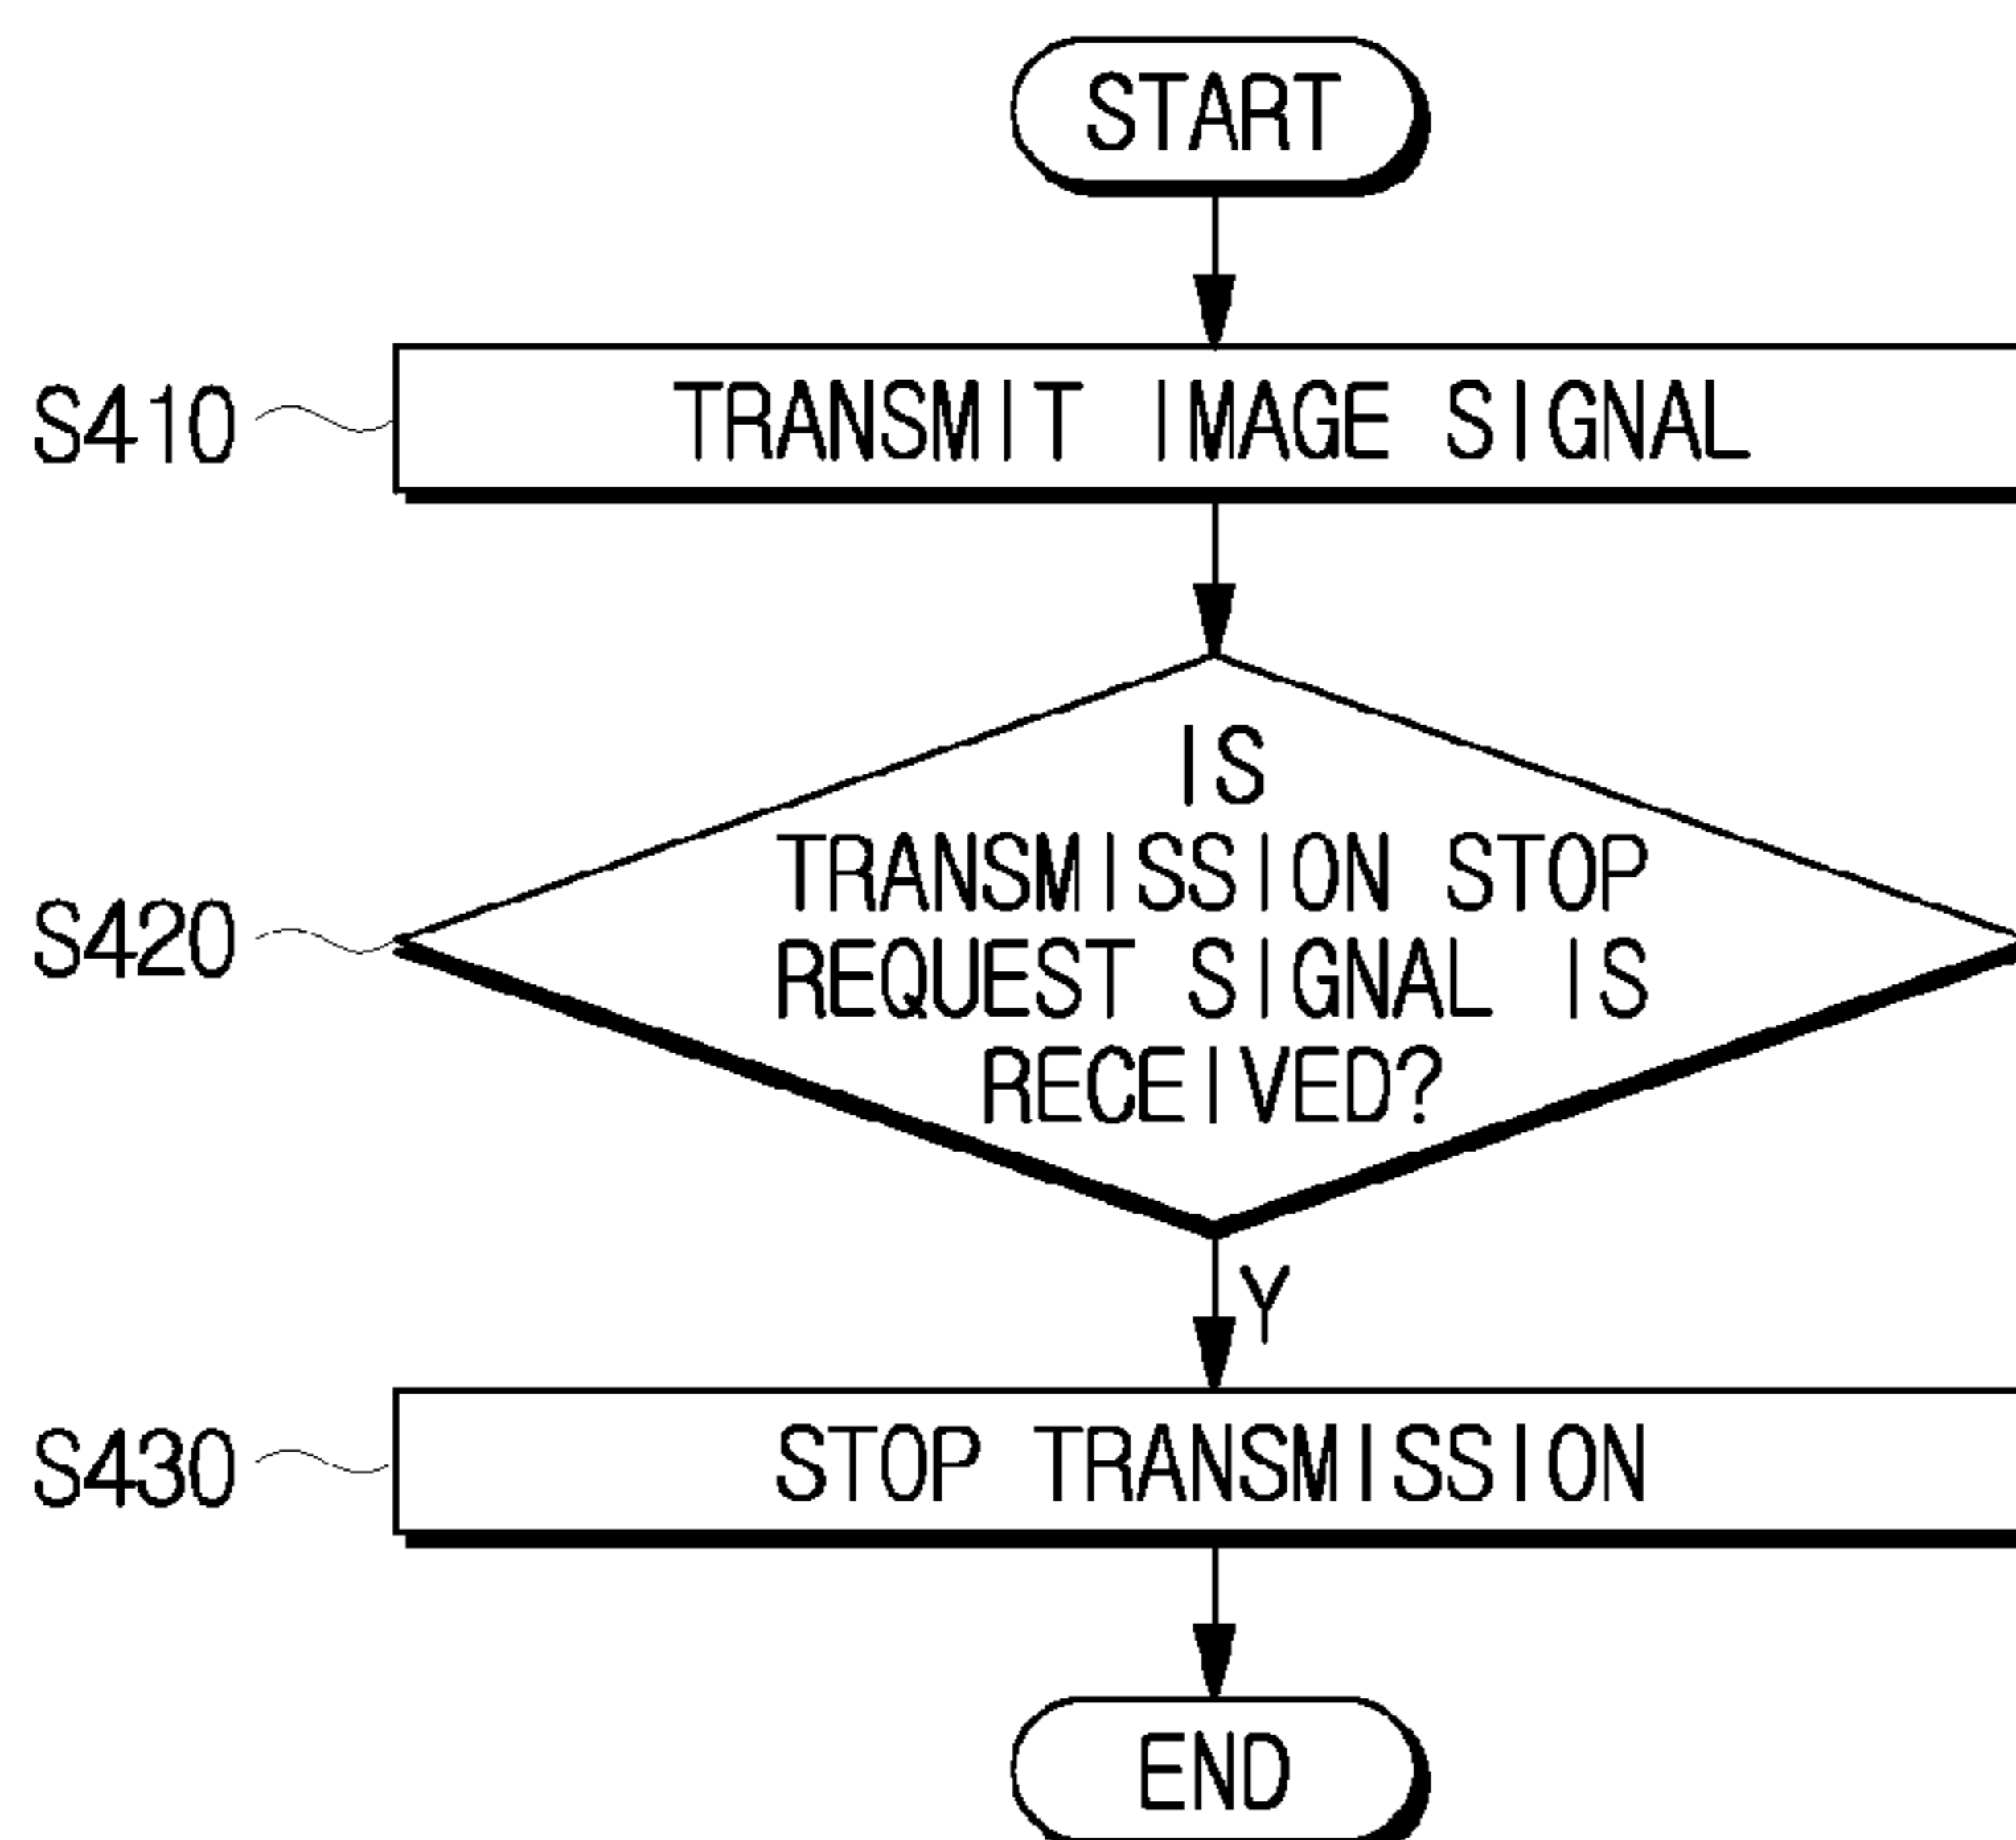 START
S410
TRANSMIT IMAGE SIGNAL
S420
IS
TRANSMISSION STOP
REQUEST SIGNAL IS
RECEIVED?
Y
S430
STOP TRANSMISSION
END